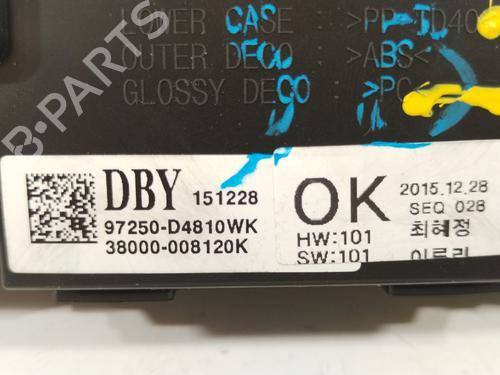 LOWER CASE >PP-TD40
OUTER DECO >ABS<
GLOSSY DECO >PC
DBY 151228
97250-D4810WK
38000-008120K
OK
HW:101
SW:101
2015.12.28
SEQ 028
최혜정
B-PARTS